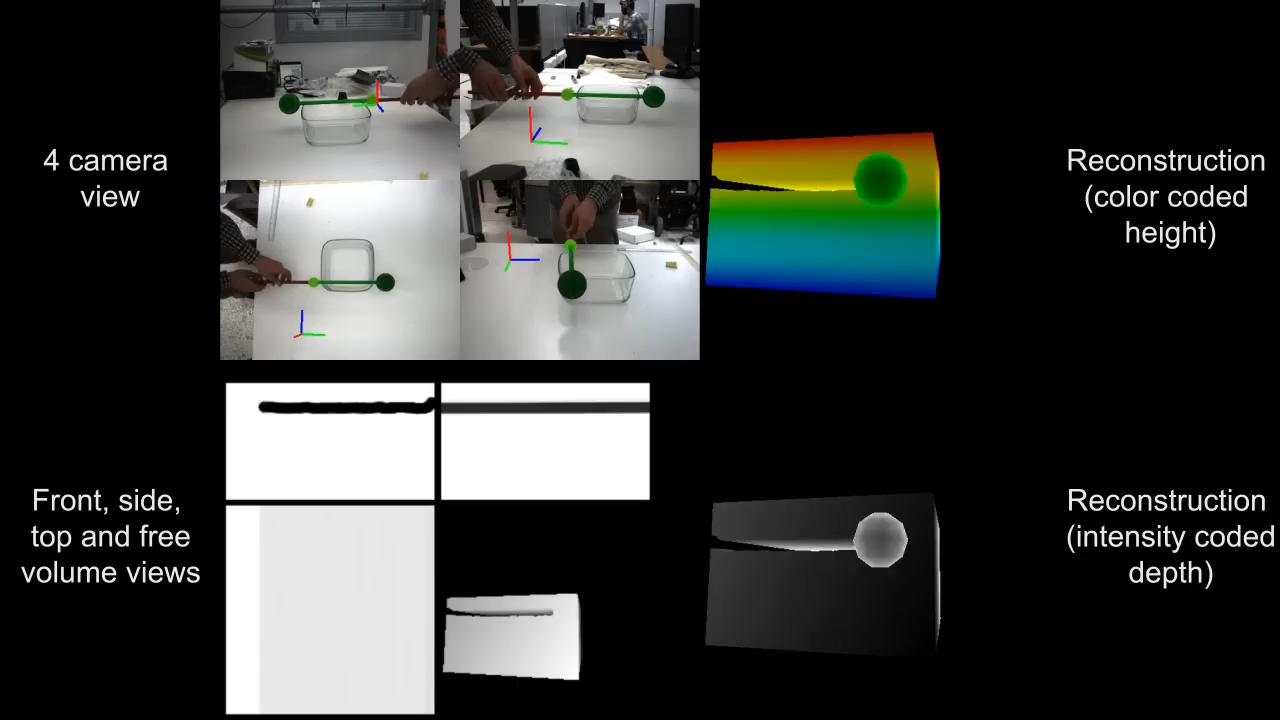 4 camera
view
Reconstruction
(color coded
height)
Front, side,
top and free
volume views
Reconstruction
(intensity coded
depth)